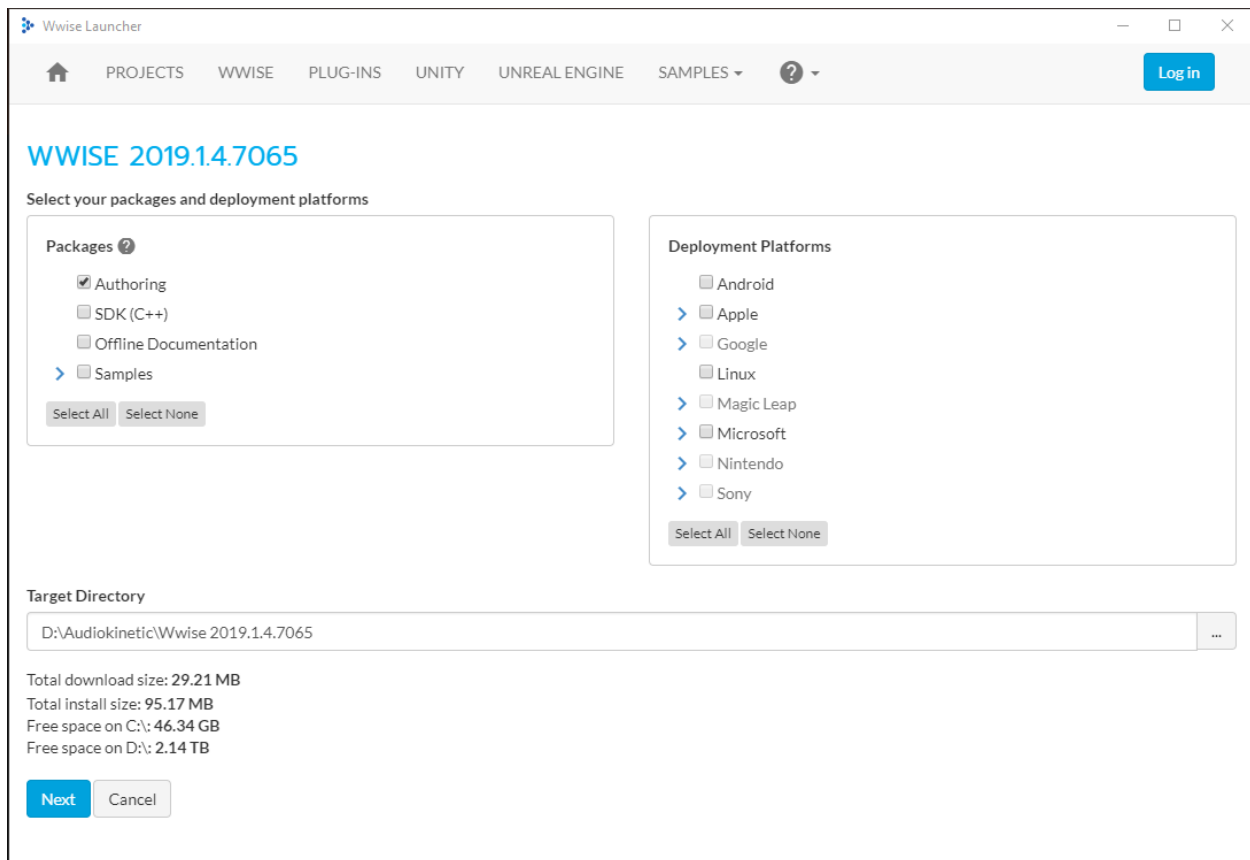 Wwise Launcher
PROJECTS WWISE PLUG-INS UNITY UNREAL ENGINE SAMPLES ? Log in
WWISE 2019.1.4.7065
Select your packages and deployment platforms
Packages ?
Authoring
SDK (C++)
Offline Documentation
Samples
Select All Select None
Deployment Platforms
Android
Apple
Google
Linux
Magic Leap
Microsoft
Nintendo
Sony
Select All Select None
Target Directory
D:\Audiokinetic\Wwise 2019.1.4.7065 ...
Total download size: 29.21 MB
Total install size: 95.17 MB
Free space on C:\: 46.34 GB
Free space on D:\: 2.14 TB
Next Cancel